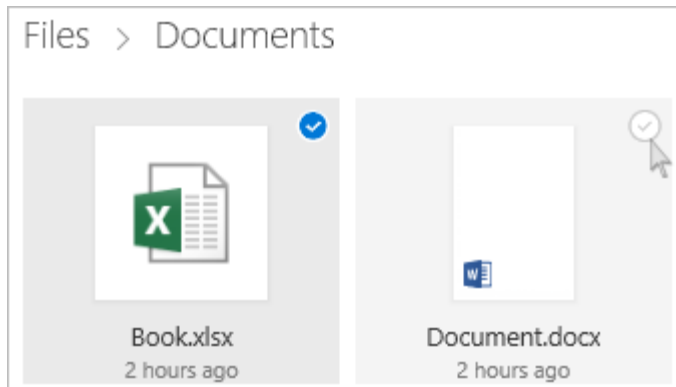 Files > Documents
X
W
Book.xlsx
Document.docx
2 hours ago
2 hours ago